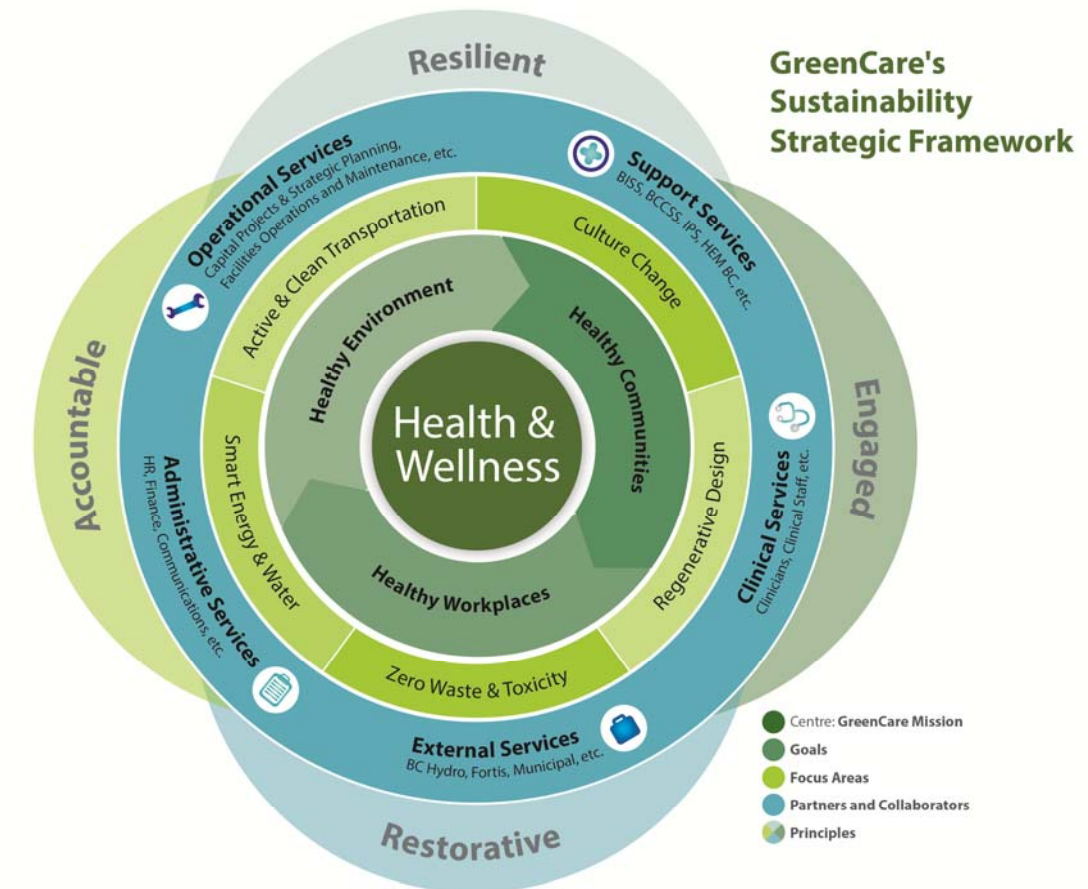 GreenCare's
Sustainability
Strategic Framework
Resilient
Engaged
Restorative
Accountable
Operational Services
Capital Projects & Strategic Planning,
Facilities Operations and Maintenance, etc.
Support Services
BISS, BCCSS, IPS, HEM BC, etc.
Clinical Services
Clinicians, Clinical Staff, etc.
External Services
BC Hydro, Fortis, Municipal, etc.
Administrative Services
HR, Finance, Communications, etc.
Active & Clean Transportation
Culture Change
Regenerative Design
Zero Waste & Toxicity
Smart Energy & Water
Healthy Environment
Healthy Communities
Healthy Workplaces
Health &
Wellness
Centre: GreenCare Mission
Goals
Focus Areas
Partners and Collaborators
Principles